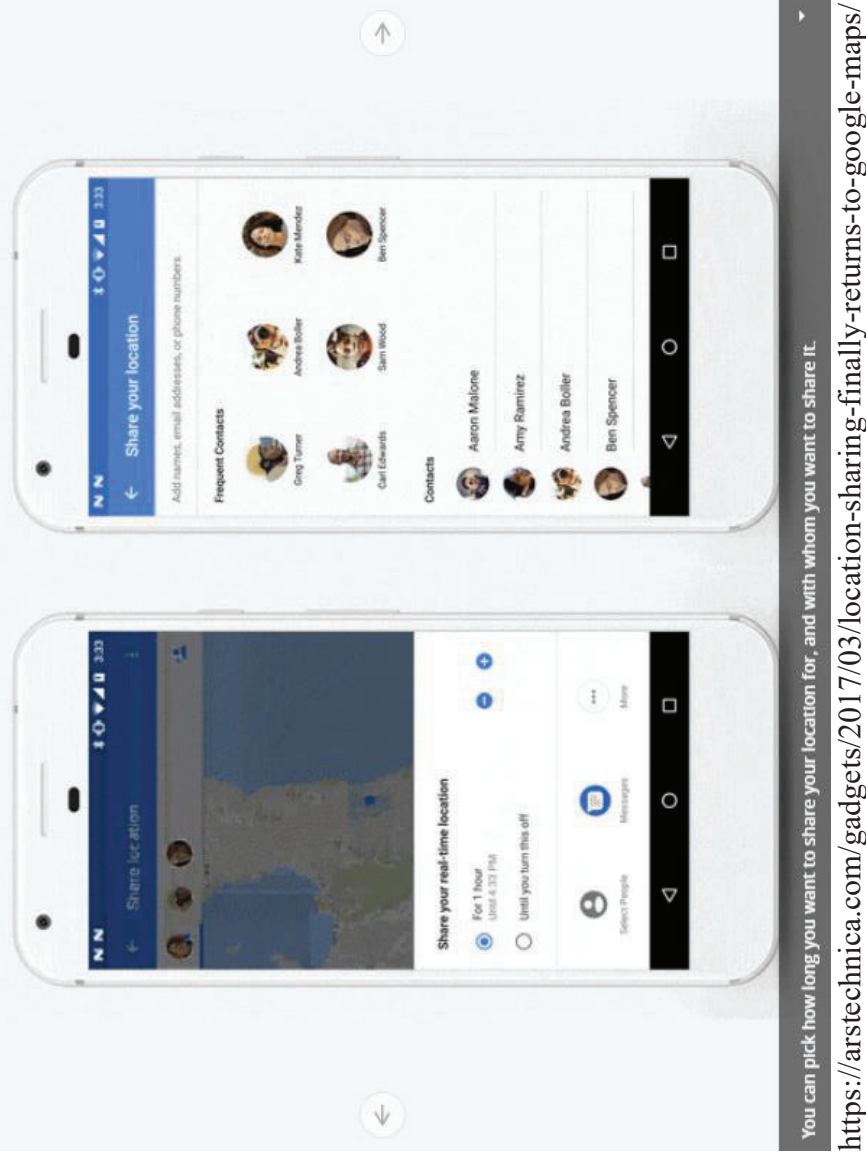 N N 3:33
Share location
Share your real-time location
For 1 hour
Until 4:33 PM
Until you turn this off
Select People Messages More
N N 3:33
Share your location
Add names, email addresses, or phone numbers
Frequent Contacts
Greg Turner Andrea Boller Kate Mendez
Carl Edwards Sam Wood Ben Spencer
Contacts
Aaron Malone
Amy Ramirez
Andrea Boller
Ben Spencer
You can pick how long you want to share your location for, and with whom you want to share it.
https://arstechnica.com/gadgets/2017/03/location-sharing-finally-returns-to-google-maps/